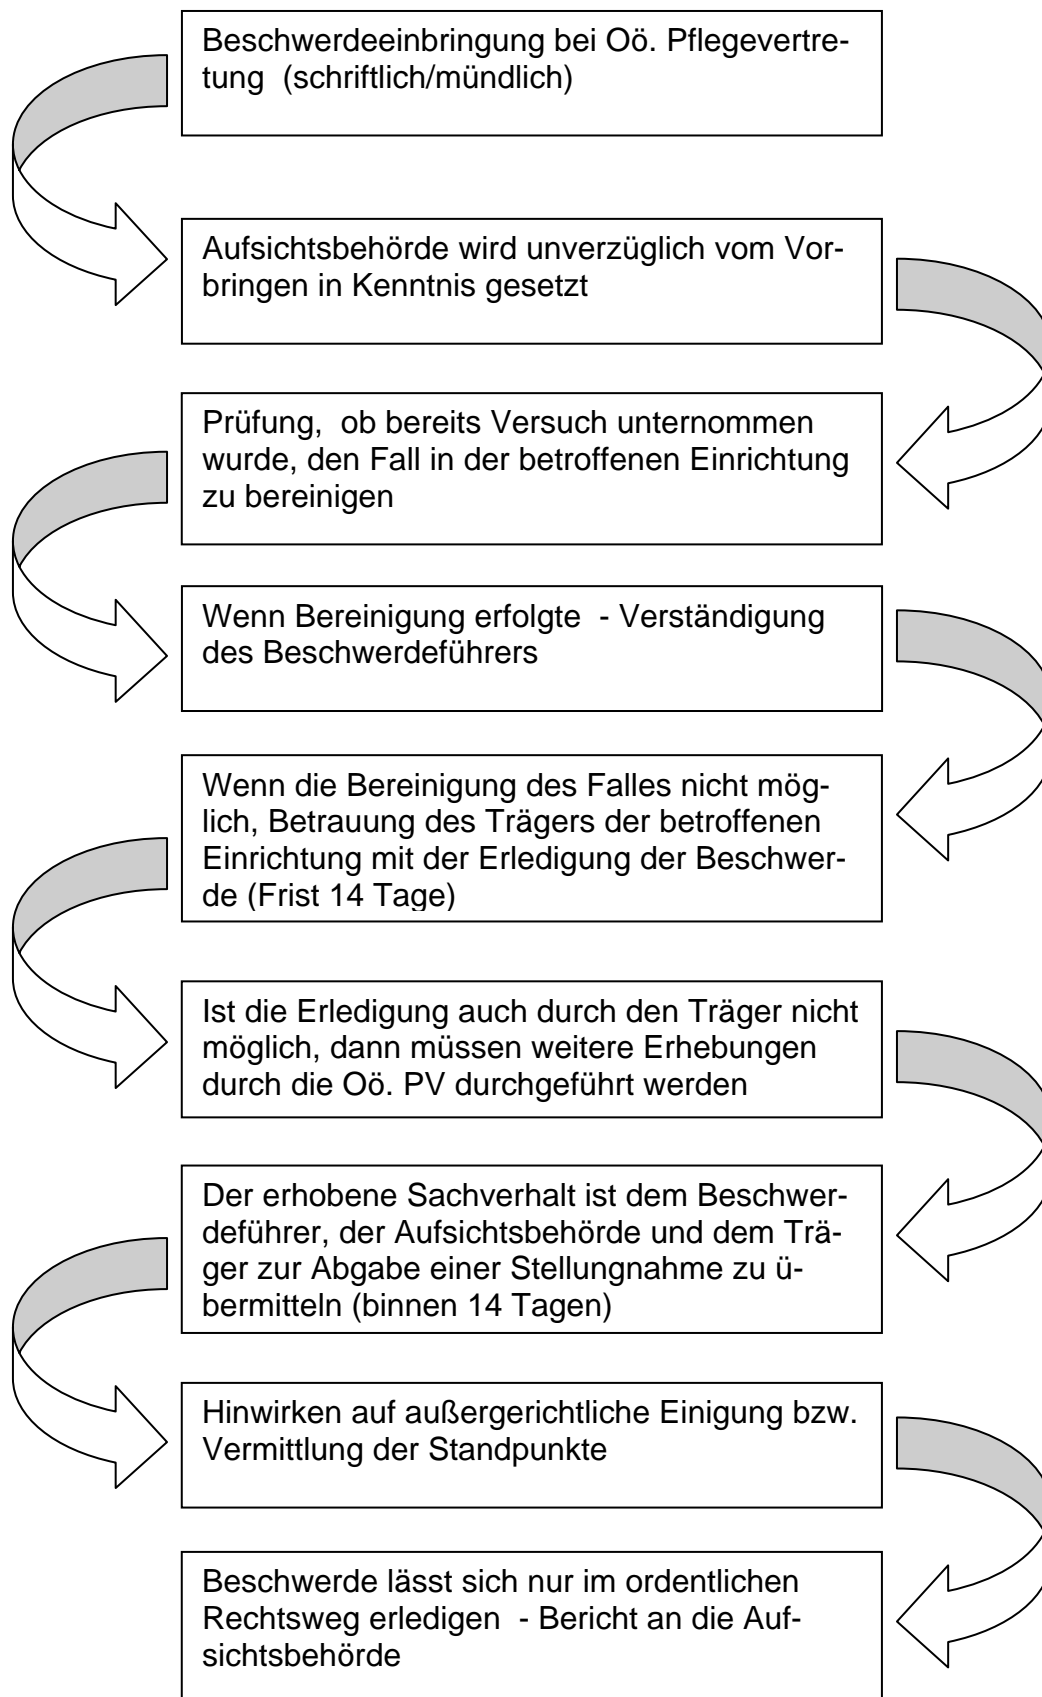 Beschwerdeeinbringung bei Oö. Pflegevertre-
tung (schriftlich/mündlich)
Aufsichtsbehörde wird unverzüglich vom Vor-
bringen in Kenntnis gesetzt
Prüfung, ob bereits Versuch unternommen
wurde, den Fall in der betroffenen Einrichtung
zu bereinigen
Wenn Bereinigung erfolgte - Verständigung
des Beschwerdeführers
Wenn die Bereinigung des Falles nicht mög-
lich, Betrauung des Trägers der betroffenen
Einrichtung mit der Erledigung der Beschwer-
de (Frist 14 Tage)
Ist die Erledigung auch durch den Träger nicht
möglich, dann müssen weitere Erhebungen
durch die Oö. PV durchgeführt werden
Der erhobene Sachverhalt ist dem Beschwer-
deführer, der Aufsichtsbehörde und dem Trä-
ger zur Abgabe einer Stellungnahme zu ü-
bermitteln (binnen 14 Tagen)
Hinwirken auf außergerichtliche Einigung bzw.
Vermittlung der Standpunkte
Beschwerde lässt sich nur im ordentlichen
Rechtsweg erledigen - Bericht an die Auf-
sichtsbehörde